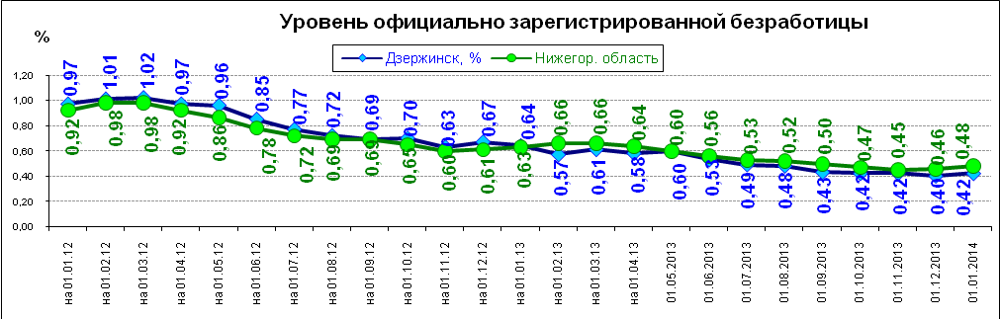 Уровень официально зарегистрированной безработицы
%
Дзержинск, % Нижегор. область
1,20
1,00
0,80
0,60
0,40
0,20
0,00
0,97 1,01 1,02 0,97 0,96 0,85 0,77 0,72 0,69 0,70 0,63 0,67 0,64 0,57 0,61 0,58 0,60 0,53 0,49 0,48 0,43 0,42 0,42 0,40 0,42
0,92 0,98 0,98 0,92 0,86 0,78 0,72 0,69 0,69 0,65 0,60 0,61 0,63 0,66 0,66 0,64 0,60 0,56 0,53 0,52 0,50 0,47 0,45 0,46 0,48
на 01.01.12
на 01.02.12
на 01.03.12
на 01.04.12
на 01.05.12
на 01.06.12
на 01.07.12
на 01.08.12
на 01.09.12
на 01.10.12
на 01.11.12
на 01.12.12
на 01.01.13
на 01.02.13
на 01.03.13
на 01.04.13
01.05.2013
01.06.2013
01.07.2013
01.08.2013
01.09.2013
01.10.2013
01.11.2013
01.12.2013
01.01.2014